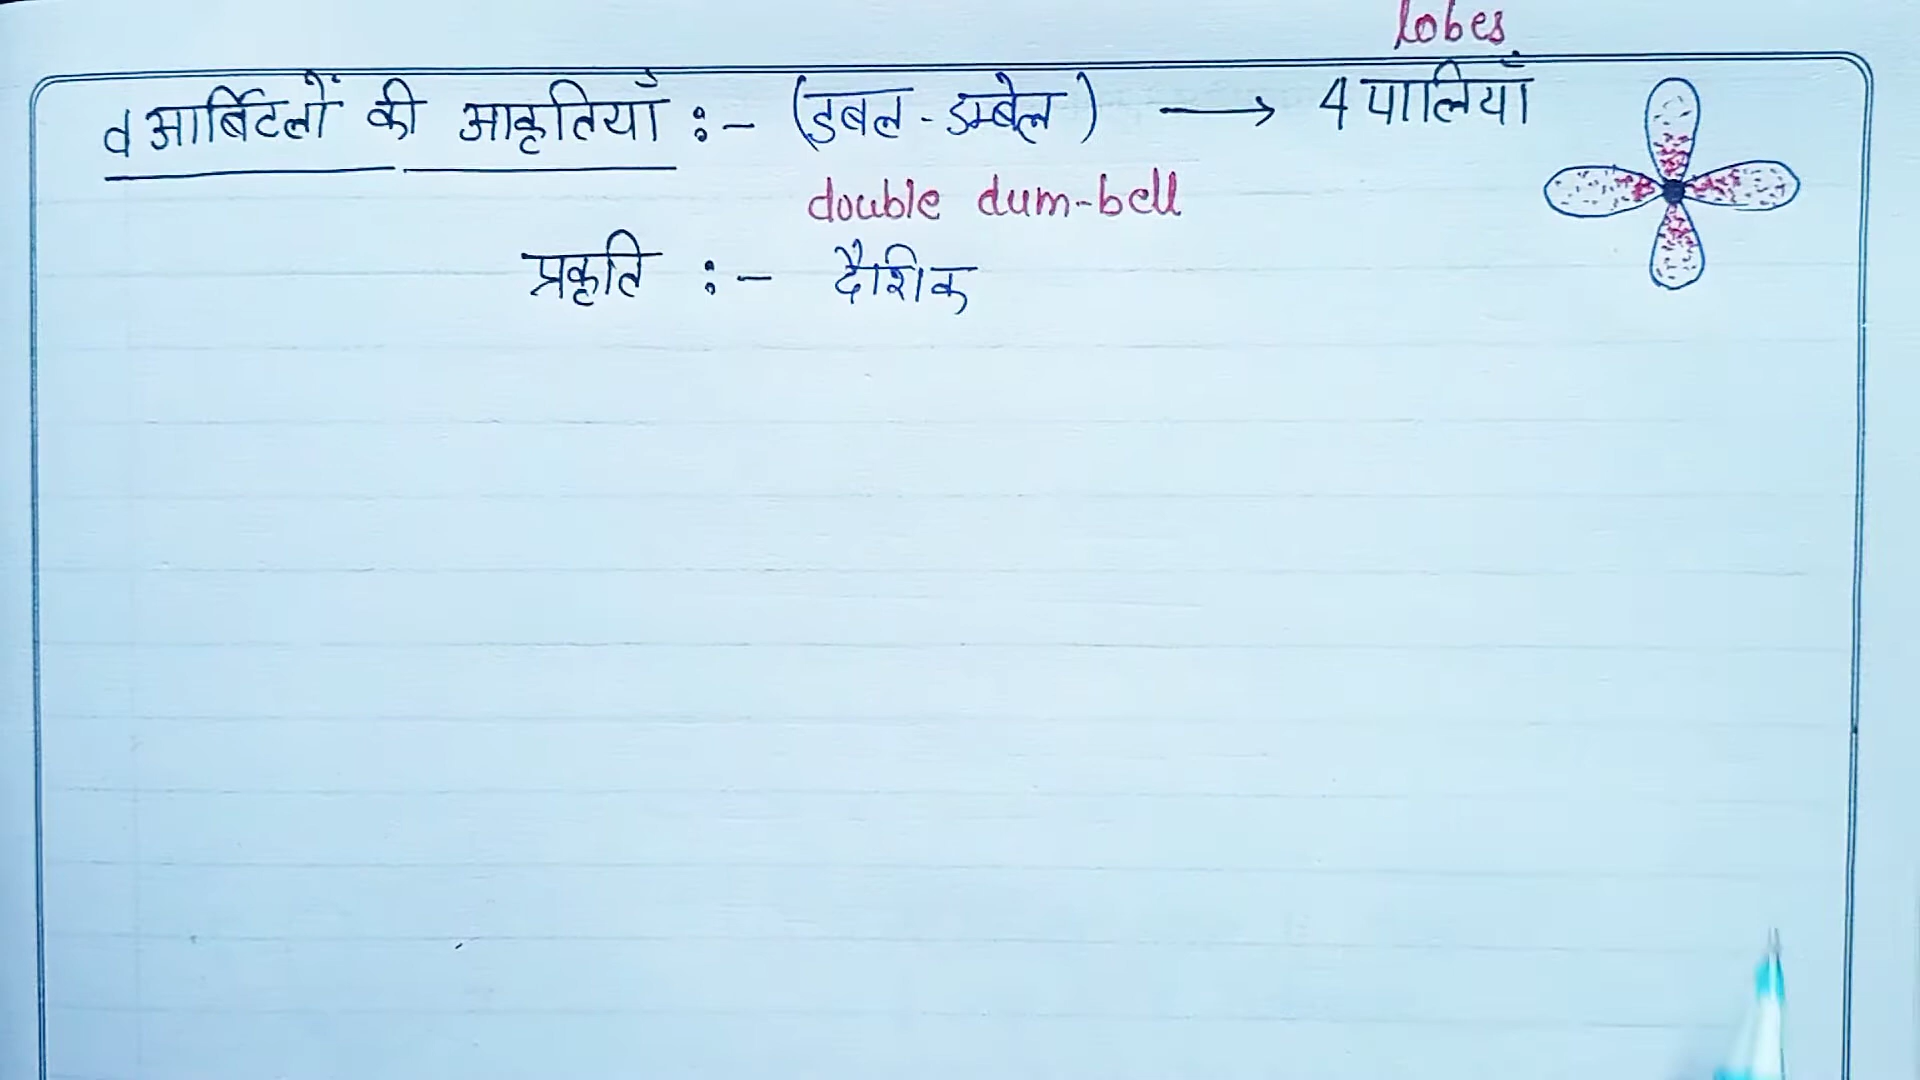 lobes
d आर्बिटलों की आकृतियाँ :- (डबल - डम्बेल) → 4 पालियाँ
double dum-bell
प्रकृति :- दैशिक